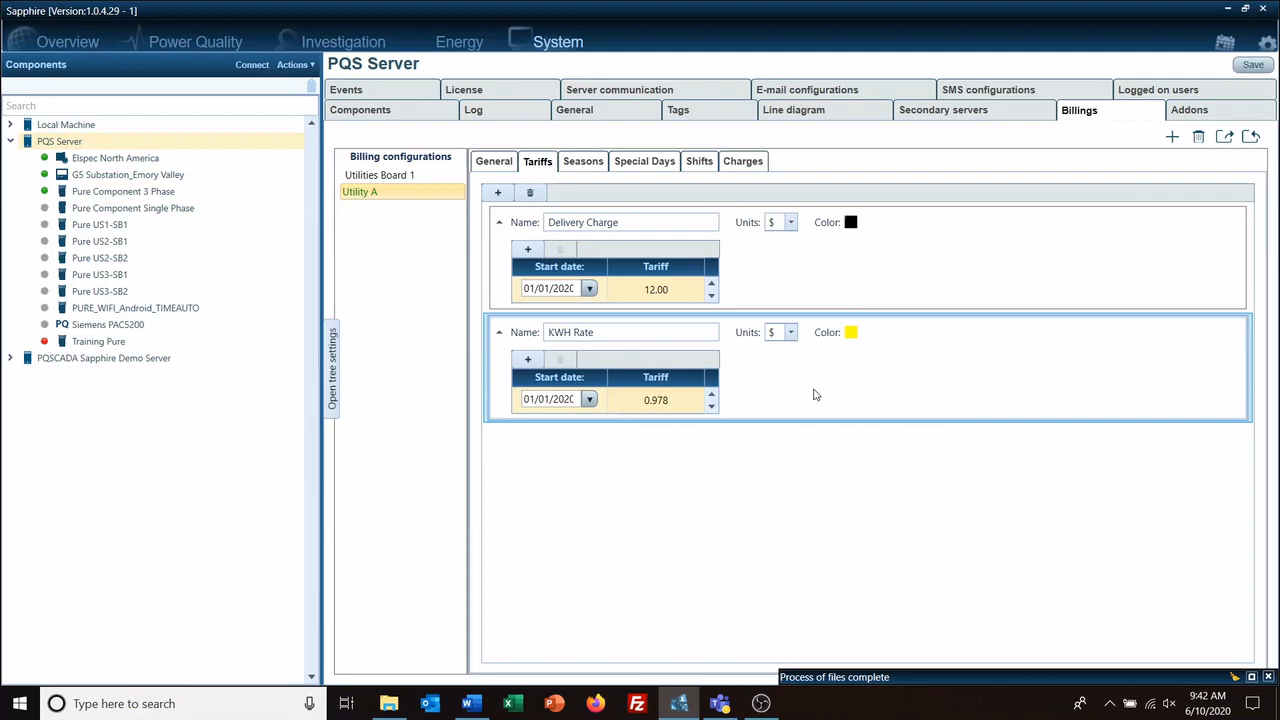 Sapphire [Version:1.0.4.29 - 1]
Overview Power Quality Investigation Energy System
Components Connect Actions
PQS Server Save
Events License Server communication E-mail configurations SMS configurations Logged on users
Components Log General Tags Line diagram Secondary servers Billings Addons
Search
Local Machine
PQS Server
Elspec North America
G5 Substation_Emory Valley
Pure Component 3 Phase
Pure Component Single Phase
Pure US1-SB1
Pure US2-SB1
Pure US2-SB2
Pure US3-SB1
Pure US3-SB2
PURE_WIFI_Android_TIMEAUTO
PQ Siemens PAC5200
Training Pure
PQSCADA Sapphire Demo Server
Open tree settings
Billing configurations
Utilities Board 1
Utility A
General Tariffs Seasons Special Days Shifts Charges
Name: Delivery Charge Units: $ Color:
Start date: Tariff
01/01/2020 12.00
Name: KWH Rate Units: $ Color:
Start date: Tariff
01/01/2020 0.978
Process of files complete
Type here to search
9:42 AM
6/10/2020